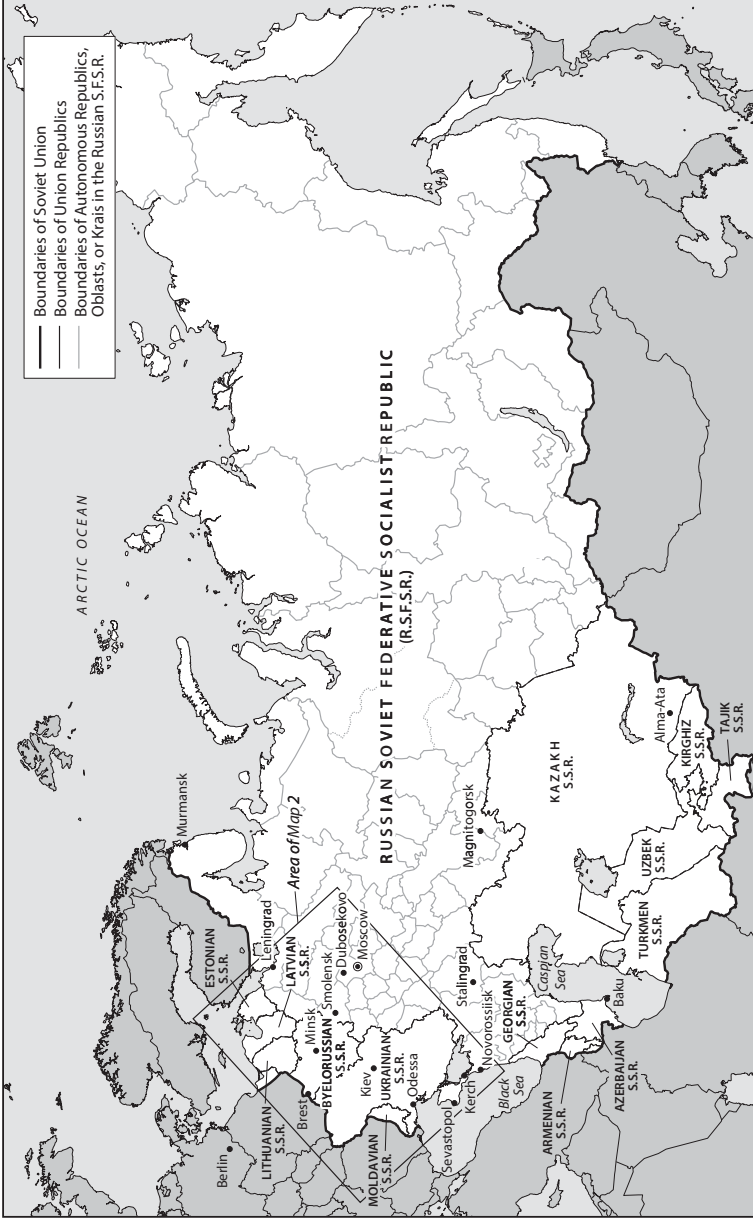 Boundaries of Soviet Union
Boundaries of Union Republics
Boundaries of Autonomous Republics,
Oblasts, or Krais in the Russian S.F.S.R.
ARCTIC OCEAN
Murmansk
RUSSIAN SOVIET FEDERATIVE SOCIALIST REPUBLIC
(R.S.F.S.R.)
Area of Map 2
Leningrad
ESTONIAN
S.S.R.
LATVIAN
S.S.R.
LITHUANIAN
S.S.R.
Berlin
Brest
Minsk
BYELORUSSIAN
S.S.R.
Smolensk
Dubosekovo
Moscow
Kiev
UKRAINIAN
S.S.R.
Odessa
MOLDAVIAN
S.S.R.
Sevastopol
Kerch
Novorossiisk
Black
Sea
Stalingrad
Magnitogorsk
GEORGIAN
S.S.R.
ARMENIAN
S.S.R.
AZERBAIJAN
S.S.R.
Baku
Caspian
Sea
KAZAKH
S.S.R.
Alma-Ata
KIRGHIZ
S.S.R.
TAJIK
S.S.R.
UZBEK
S.S.R.
TURKMEN
S.S.R.